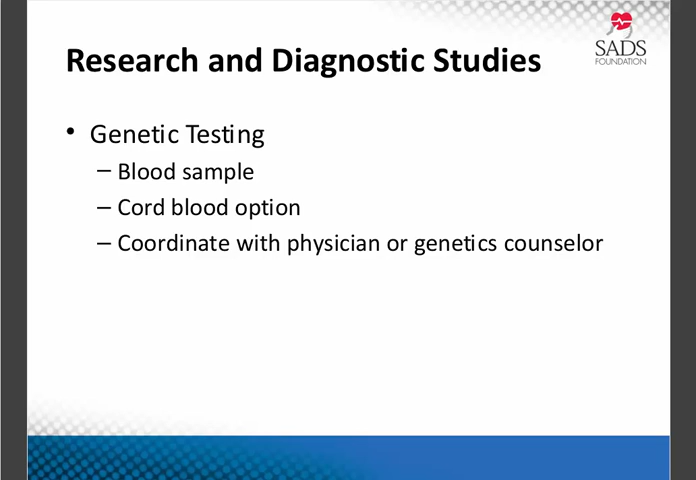 SADS
FOUNDATION
Research and Diagnostic Studies
• Genetic Testing
– Blood sample
– Cord blood option
– Coordinate with physician or genetics counselor